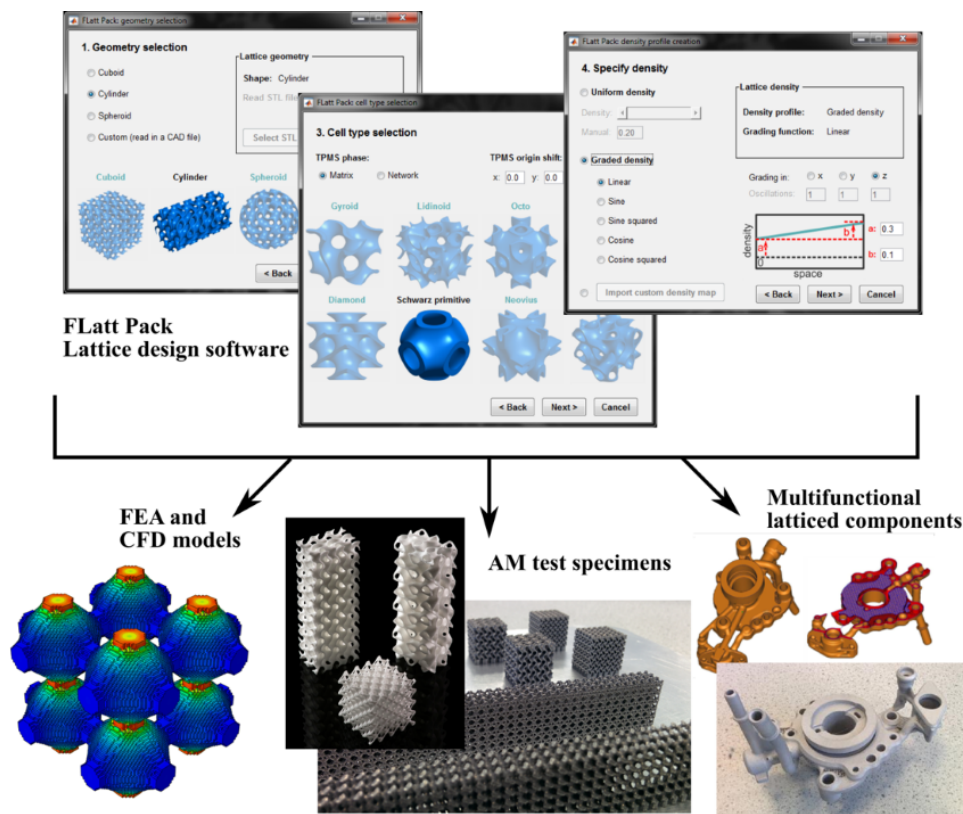 FLatt Pack: geometry selection
1. Geometry selection
Cuboid
Cylinder
Spheroid
Custom (read in a CAD file)
Lattice geometry
Shape: Cylinder
Read STL file
Select STL
Cuboid
Cylinder
Spheroid
< Back
FLatt Pack: cell type selection
3. Cell type selection
TPMS phase:
Matrix
Network
TPMS origin shift:
x: 0.0 y: 0.0
Gyroid
Lidinoid
Octo
Diamond
Schwarz primitive
Neovius
< Back
Next >
Cancel
FLatt Pack: density profile creation
4. Specify density
Uniform density
Density:
Manual 0.20
Graded density
Linear
Sine
Sine squared
Cosine
Cosine squared
Import custom density map
Lattice density
Density profile: Graded density
Grading function: Linear
Grading in: x y z
Oscillations: 1 1 1
density
a
0
b
space
a: 0.3
b: 0.1
< Back
Next >
Cancel
FLatt Pack
Lattice design software
FEA and
CFD models
AM test specimens
Multifunctional
latticed components